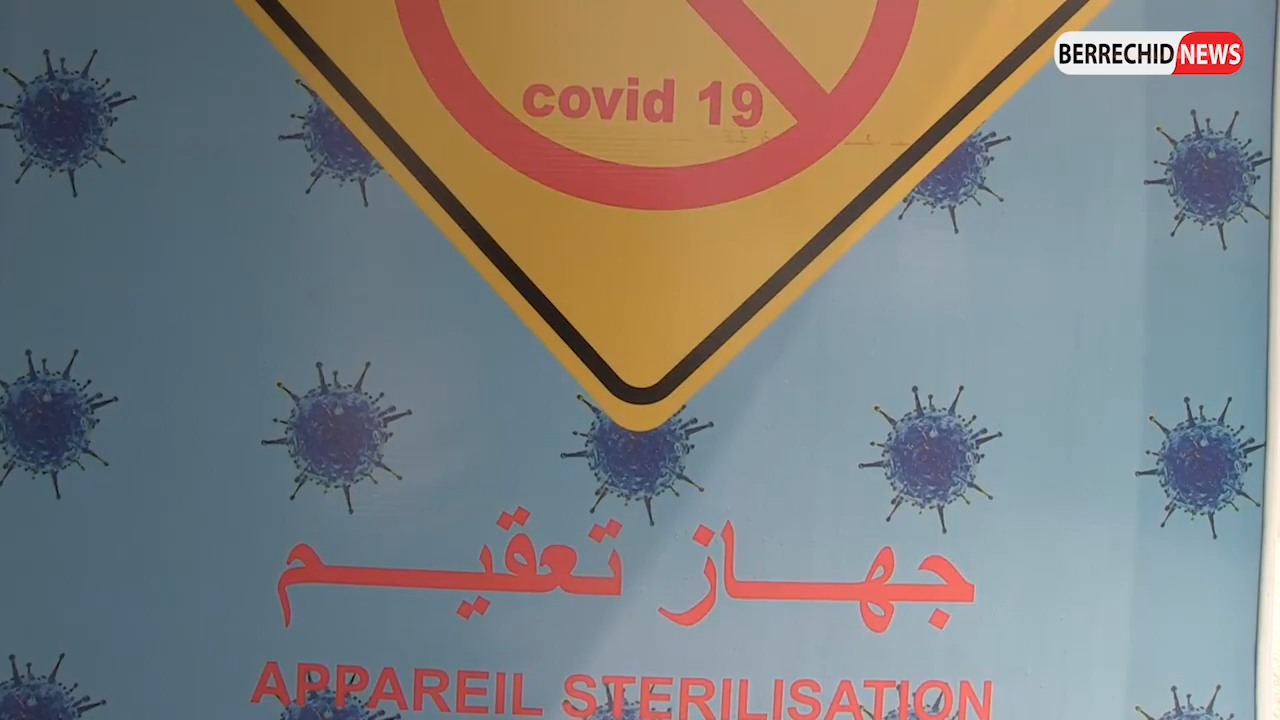 BERRECHID NEWS
covid 19
جهاز تعقيم
APPAREIL STERILISATION